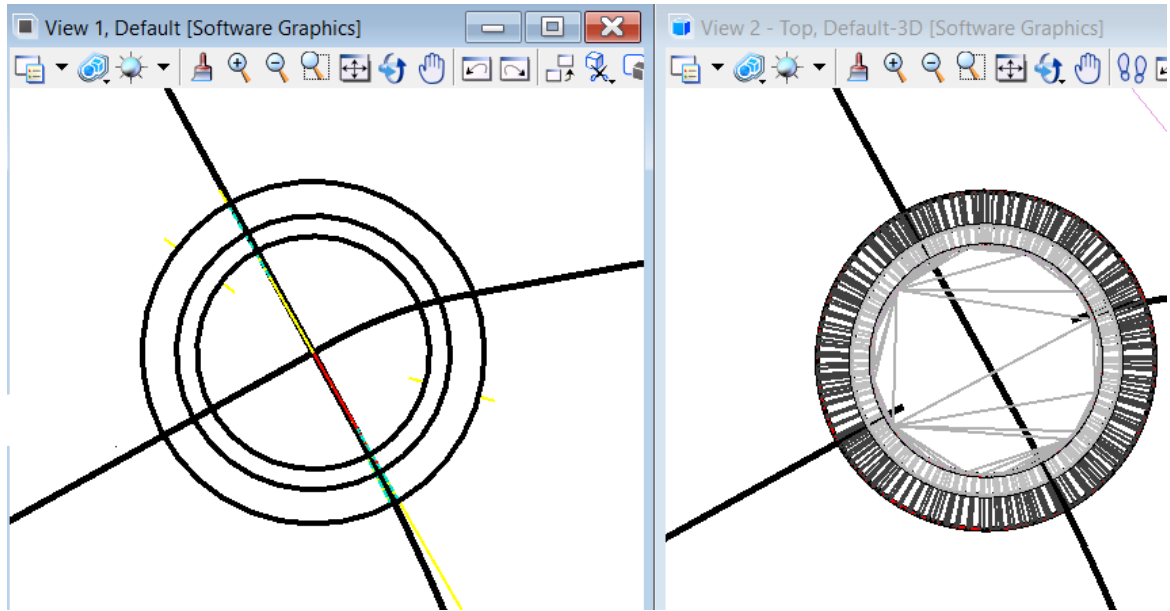 View 1, Default [Software Graphics]
View 2 - Top, Default-3D [Software Graphics]